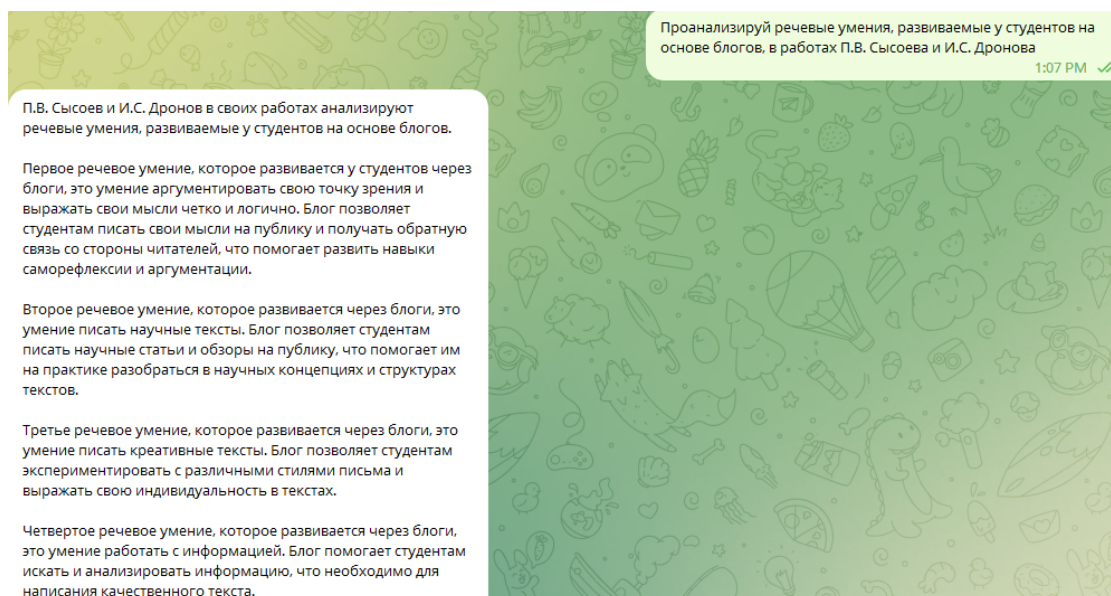 Проанализируй речевые умения, развиваемые у студентов на
основе блогов, в работах П.В. Сысоева и И.С. Дронова
1:07 PM
П.В. Сысоев и И.С. Дронов в своих работах анализируют
речевые умения, развиваемые у студентов на основе блогов.
Первое речевое умение, которое развивается у студентов через
блоги, это умение аргументировать свою точку зрения и
выражать свои мысли четко и логично. Блог позволяет
студентам писать свои мысли на публику и получать обратную
связь со стороны читателей, что помогает развить навыки
саморефлексии и аргументации.
Второе речевое умение, которое развивается через блоги, это
умение писать научные тексты. Блог позволяет студентам
писать научные статьи и обзоры на публику, что помогает им
на практике разобраться в научных концепциях и структурах
текстов.
Третье речевое умение, которое развивается через блоги, это
умение писать креативные тексты. Блог позволяет студентам
экспериментировать с различными стилями письма и
выражать свою индивидуальность в текстах.
Четвертое речевое умение, которое развивается через блоги,
это умение работать с информацией. Блог помогает студентам
искать и анализировать информацию, что необходимо для
написания качественного текста.